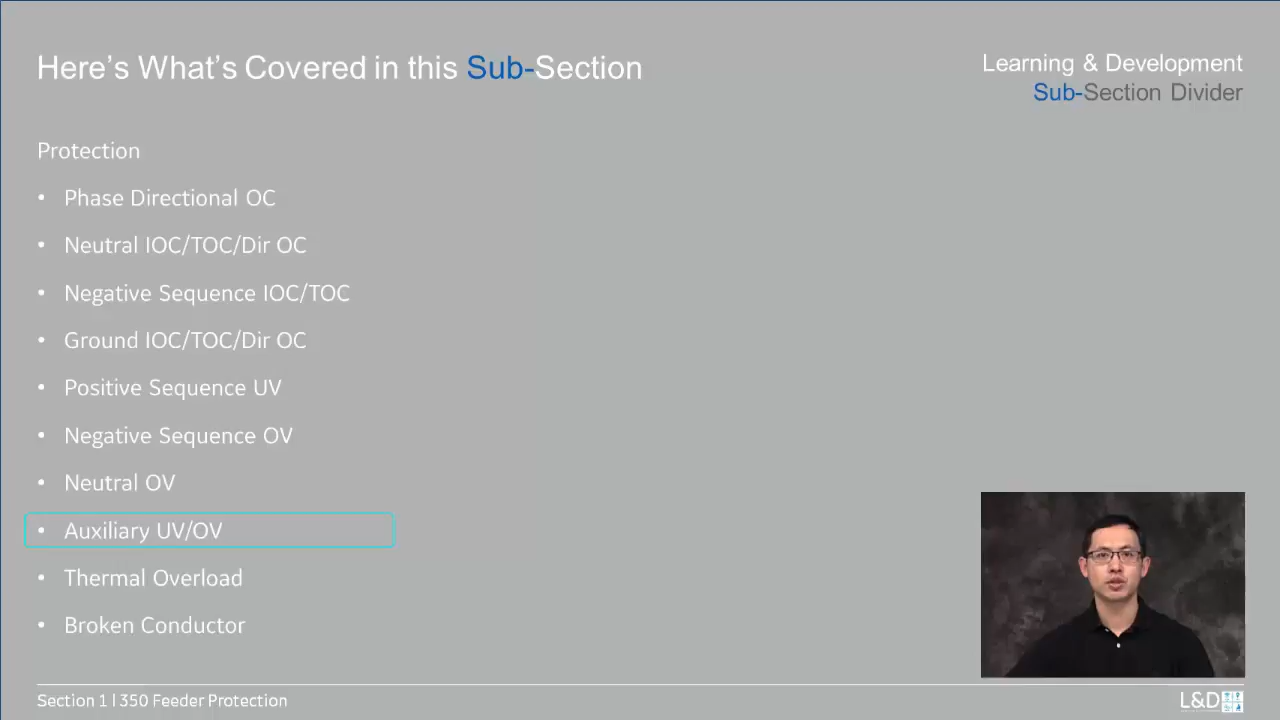 Here's What's Covered in this Sub-Section
Learning & Development
Sub-Section Divider
Protection
• Phase Directional OC
• Neutral IOC/TOC/Dir OC
• Negative Sequence IOC/TOC
• Ground IOC/TOC/Dir OC
• Positive Sequence UV
• Negative Sequence OV
• Neutral OV
• Auxiliary UV/OV
• Thermal Overload
• Broken Conductor
Section 1 | 350 Feeder Protection
L&D